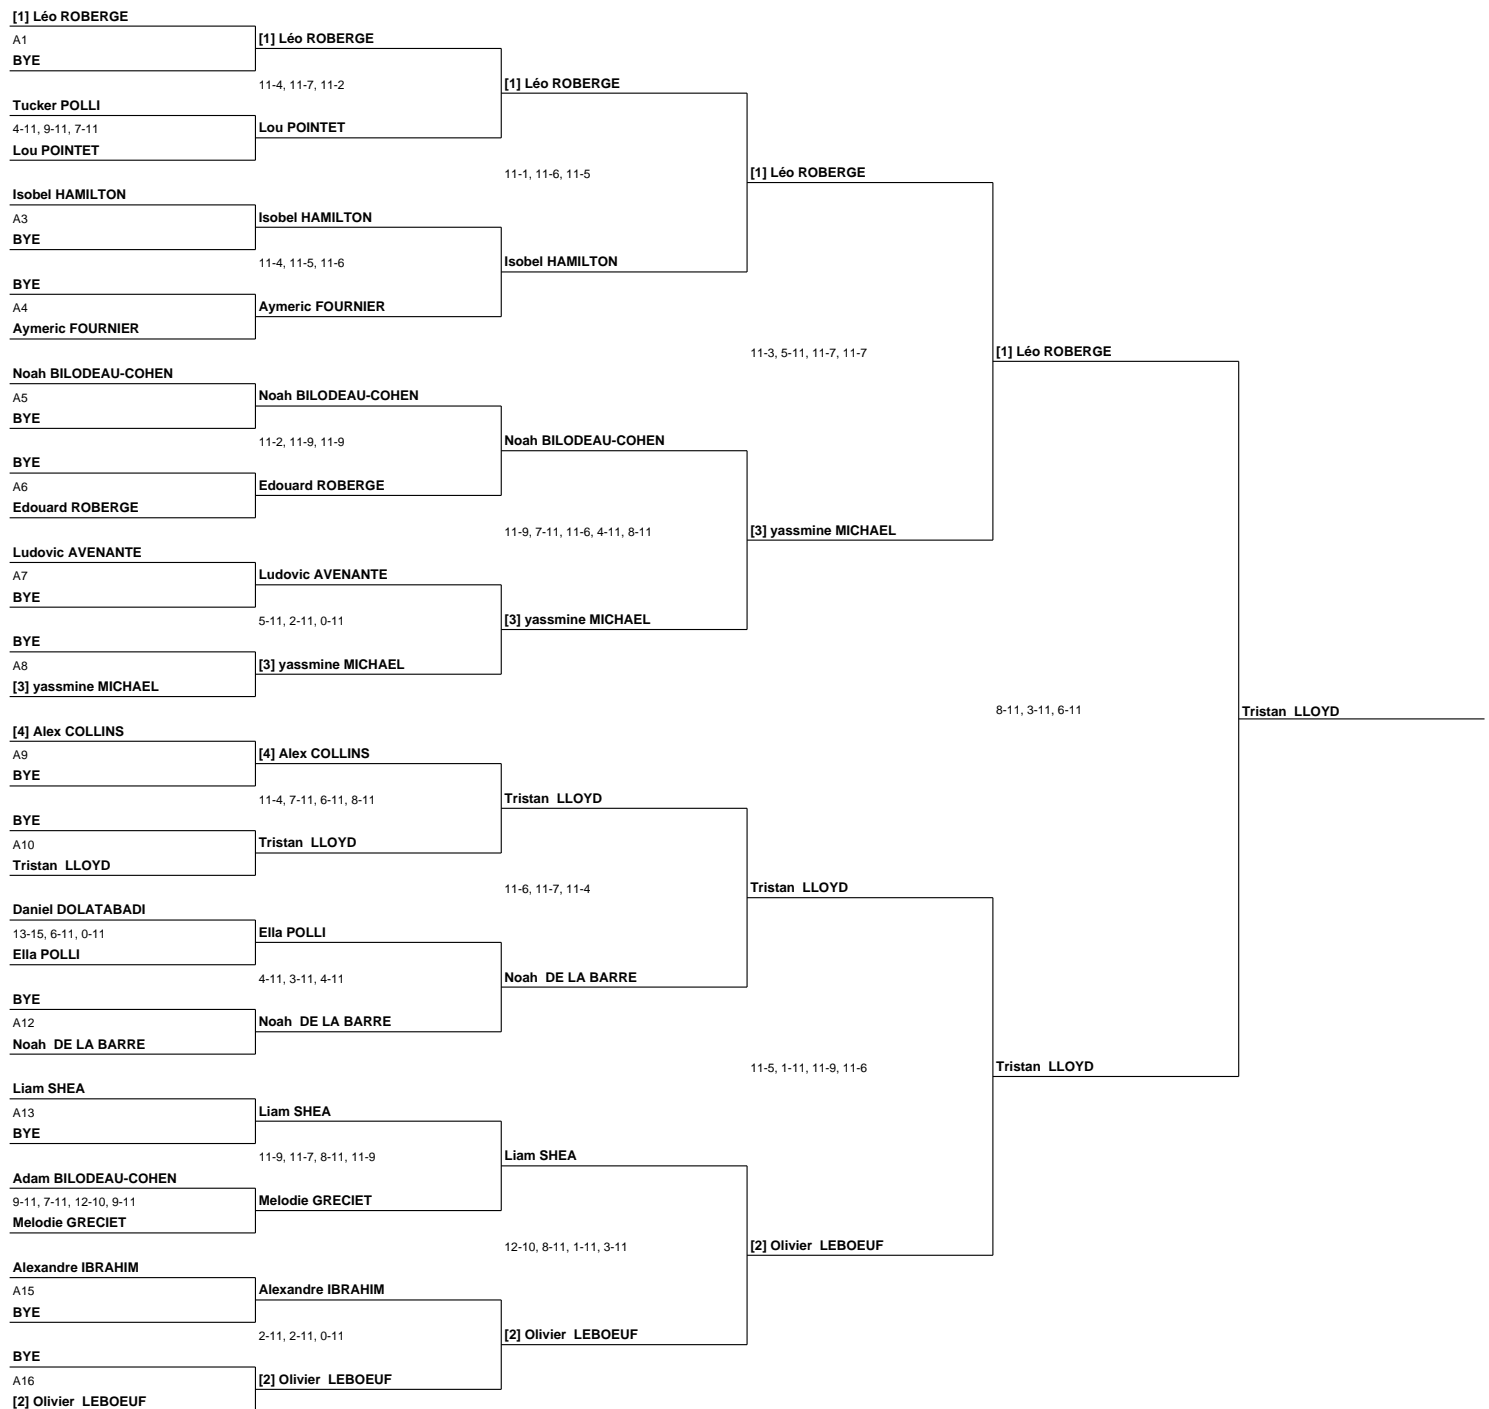 [1] Léo ROBERGE
A1
BYE
Tucker POLLI
4-11, 9-11, 7-11
Lou POINTET
Isobel HAMILTON
A3
BYE
BYE
A4
Aymeric FOURNIER
Noah BILODEAU-COHEN
A5
BYE
BYE
A6
Edouard ROBERGE
Ludovic AVENANTE
A7
BYE
BYE
A8
[3] yassmine MICHAEL
[4] Alex COLLINS
A9
BYE
BYE
A10
Tristan LLOYD
Daniel DOLATABADI
13-15, 6-11, 0-11
Ella POLLI
BYE
A12
Noah DE LA BARRE
Liam SHEA
A13
BYE
Adam BILODEAU-COHEN
9-11, 7-11, 12-10, 9-11
Melodie GRECIET
Alexandre IBRAHIM
A15
BYE
BYE
A16
[2] Olivier LEBOEUF
[1] Léo ROBERGE
11-4, 11-7, 11-2
Lou POINTET
Isobel HAMILTON
11-4, 11-5, 11-6
Aymeric FOURNIER
Noah BILODEAU-COHEN
11-2, 11-9, 11-9
Edouard ROBERGE
Ludovic AVENANTE
5-11, 2-11, 0-11
[3] yassmine MICHAEL
[4] Alex COLLINS
11-4, 7-11, 6-11, 8-11
Tristan LLOYD
Ella POLLI
4-11, 3-11, 4-11
Noah DE LA BARRE
Liam SHEA
11-9, 11-7, 8-11, 11-9
Melodie GRECIET
Alexandre IBRAHIM
2-11, 2-11, 0-11
[2] Olivier LEBOEUF
[1] Léo ROBERGE
11-1, 11-6, 11-5
Isobel HAMILTON
Noah BILODEAU-COHEN
11-9, 7-11, 11-6, 4-11, 8-11
[3] yassmine MICHAEL
Tristan LLOYD
11-6, 11-7, 11-4
Noah DE LA BARRE
Liam SHEA
12-10, 8-11, 1-11, 3-11
[2] Olivier LEBOEUF
[1] Léo ROBERGE
11-3, 5-11, 11-7, 11-7
[3] yassmine MICHAEL
Tristan LLOYD
11-5, 1-11, 11-9, 11-6
[2] Olivier LEBOEUF
[1] Léo ROBERGE
8-11, 3-11, 6-11
Tristan LLOYD
Tristan LLOYD